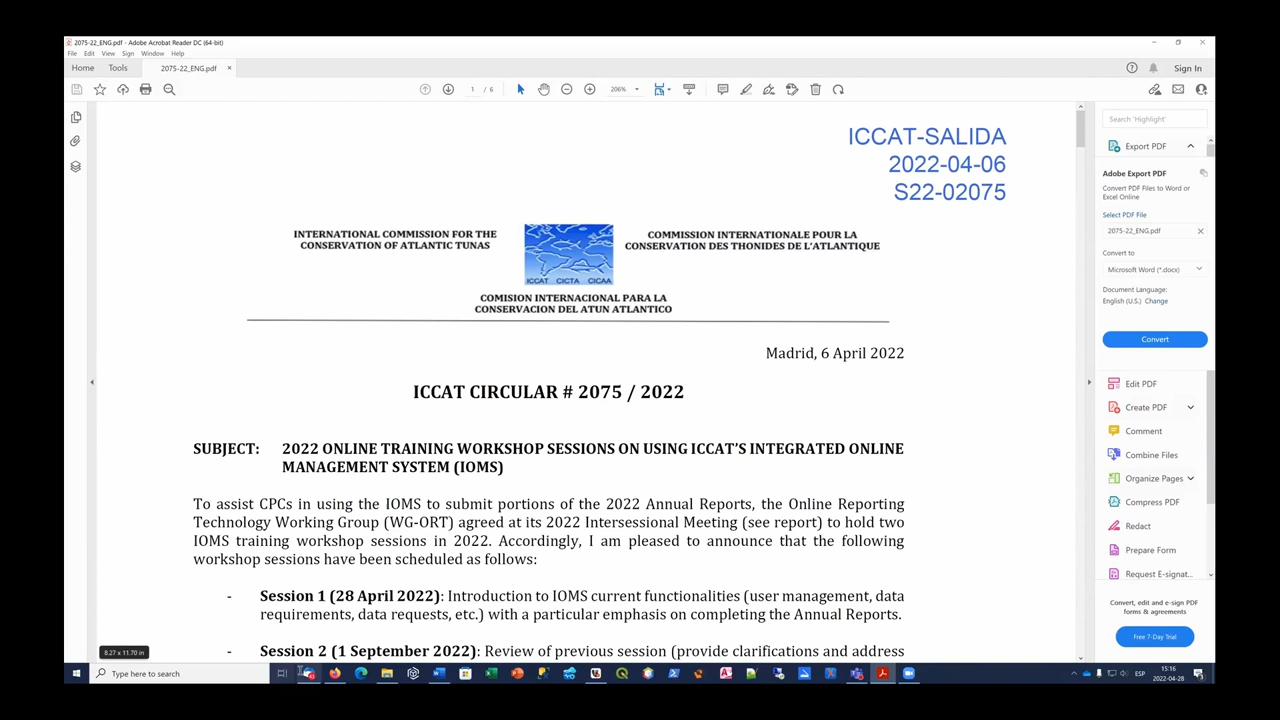 2075-22_ENG.pdf - Adobe Acrobat Reader DC (64-bit)
File Edit View Sign Window Help
Home Tools 2075-22_ENG.pdf × Sign In
1 / 6 206%
Search 'Highlight'
ICCAT-SALIDA
2022-04-06
S22-02075
INTERNATIONAL COMMISSION FOR THE
CONSERVATION OF ATLANTIC TUNAS
ICCAT CICTA CICAA
COMMISSION INTERNATIONALE POUR LA
CONSERVATION DES THONIDES DE L'ATLANTIQUE
COMISION INTERNACIONAL PARA LA
CONSERVACION DEL ATUN ATLANTICO
Madrid, 6 April 2022
ICCAT CIRCULAR # 2075 / 2022
SUBJECT: 2022 ONLINE TRAINING WORKSHOP SESSIONS ON USING ICCAT'S INTEGRATED ONLINE
MANAGEMENT SYSTEM (IOMS)
To assist CPCs in using the IOMS to submit portions of the 2022 Annual Reports, the Online Reporting
Technology Working Group (WG-ORT) agreed at its 2022 Intersessional Meeting (see report) to hold two
IOMS training workshop sessions in 2022. Accordingly, I am pleased to announce that the following
workshop sessions have been scheduled as follows:
- Session 1 (28 April 2022): Introduction to IOMS current functionalities (user management, data
requirements, data requests, etc.) with a particular emphasis on completing the Annual Reports.
- Session 2 (1 September 2022): Review of previous session (provide clarifications and address
8.27 x 11.70 in
Export PDF
Adobe Export PDF
Convert PDF Files to Word or
Excel Online
Select PDF File
2075-22_ENG.pdf
Convert to
Microsoft Word (*.docx)
Document Language:
English (U.S.) Change
Convert
Edit PDF
Create PDF
Comment
Combine Files
Organize Pages
Compress PDF
Redact
Prepare Form
Request E-signat...
Convert, edit and e-sign PDF
forms & agreements
Free 7-Day Trial
Type here to search
ESP
15:16
2022-04-28